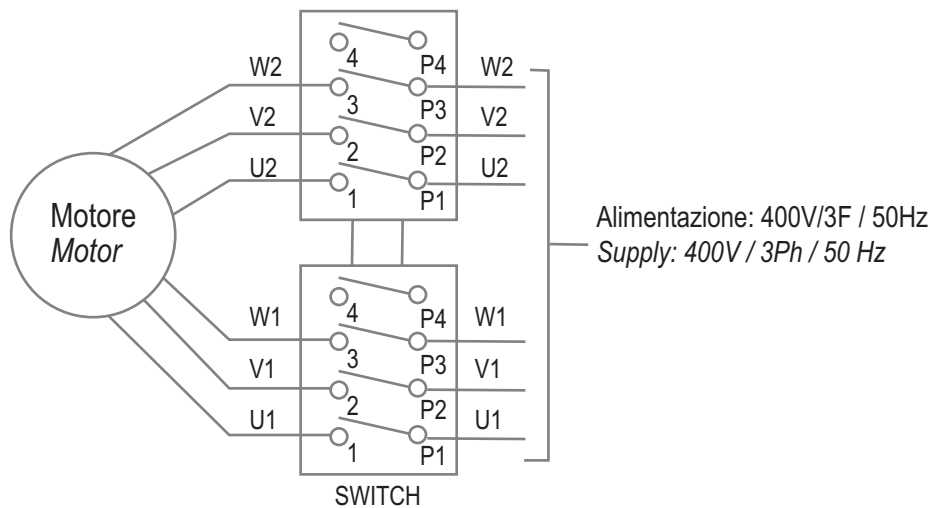 4
W2 P4 W2
3
V2 P3 V2
2
U2 P2 U2
1 P1
Motore
Motor
Alimentazione: 400V/3F / 50Hz
Supply: 400V / 3Ph / 50 Hz
4
W1 P4 W1
3
V1 P3 V1
2
U1 P2 U1
1 P1
SWITCH